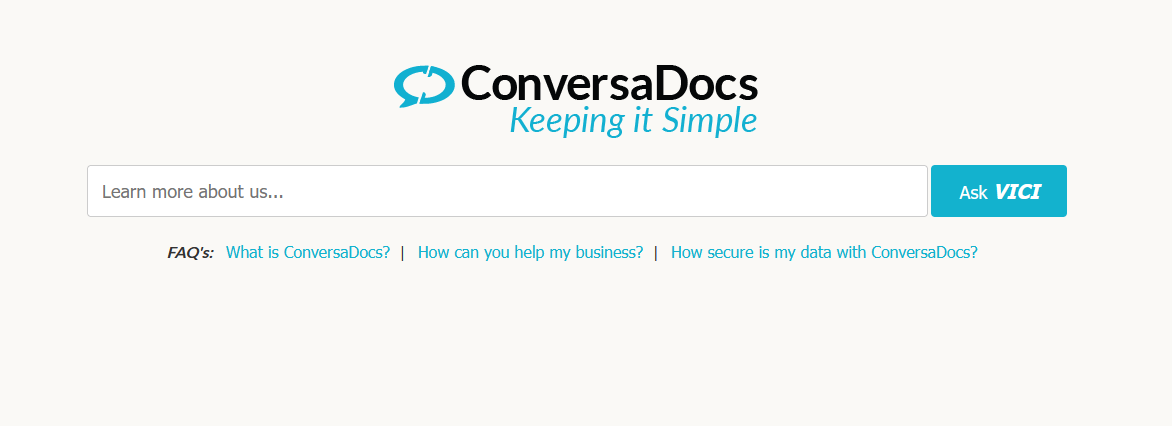 ConversaDocs
Keeping it Simple
Learn more about us...
Ask VICI
FAQ's: What is ConversaDocs? | How can you help my business? | How secure is my data with ConversaDocs?